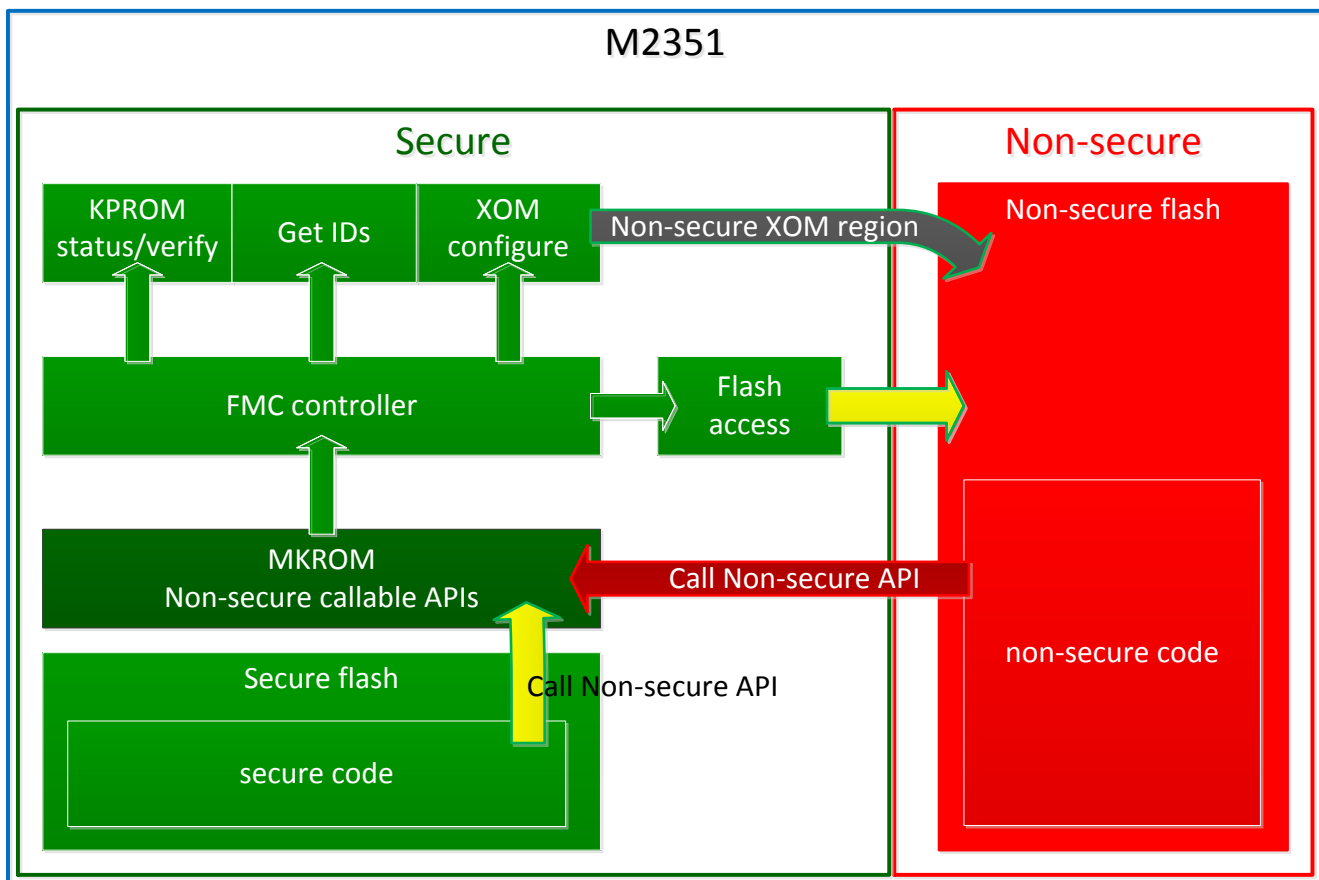 M2351
Secure
Non-secure
KPROM
status/verify
Get IDs
XOM
configure
Non-secure XOM region
Non-secure flash
FMC controller
Flash
access
MKROM
Non-secure callable APIs
Call Non-secure API
Secure flash
Call Non-secure API
secure code
non-secure code